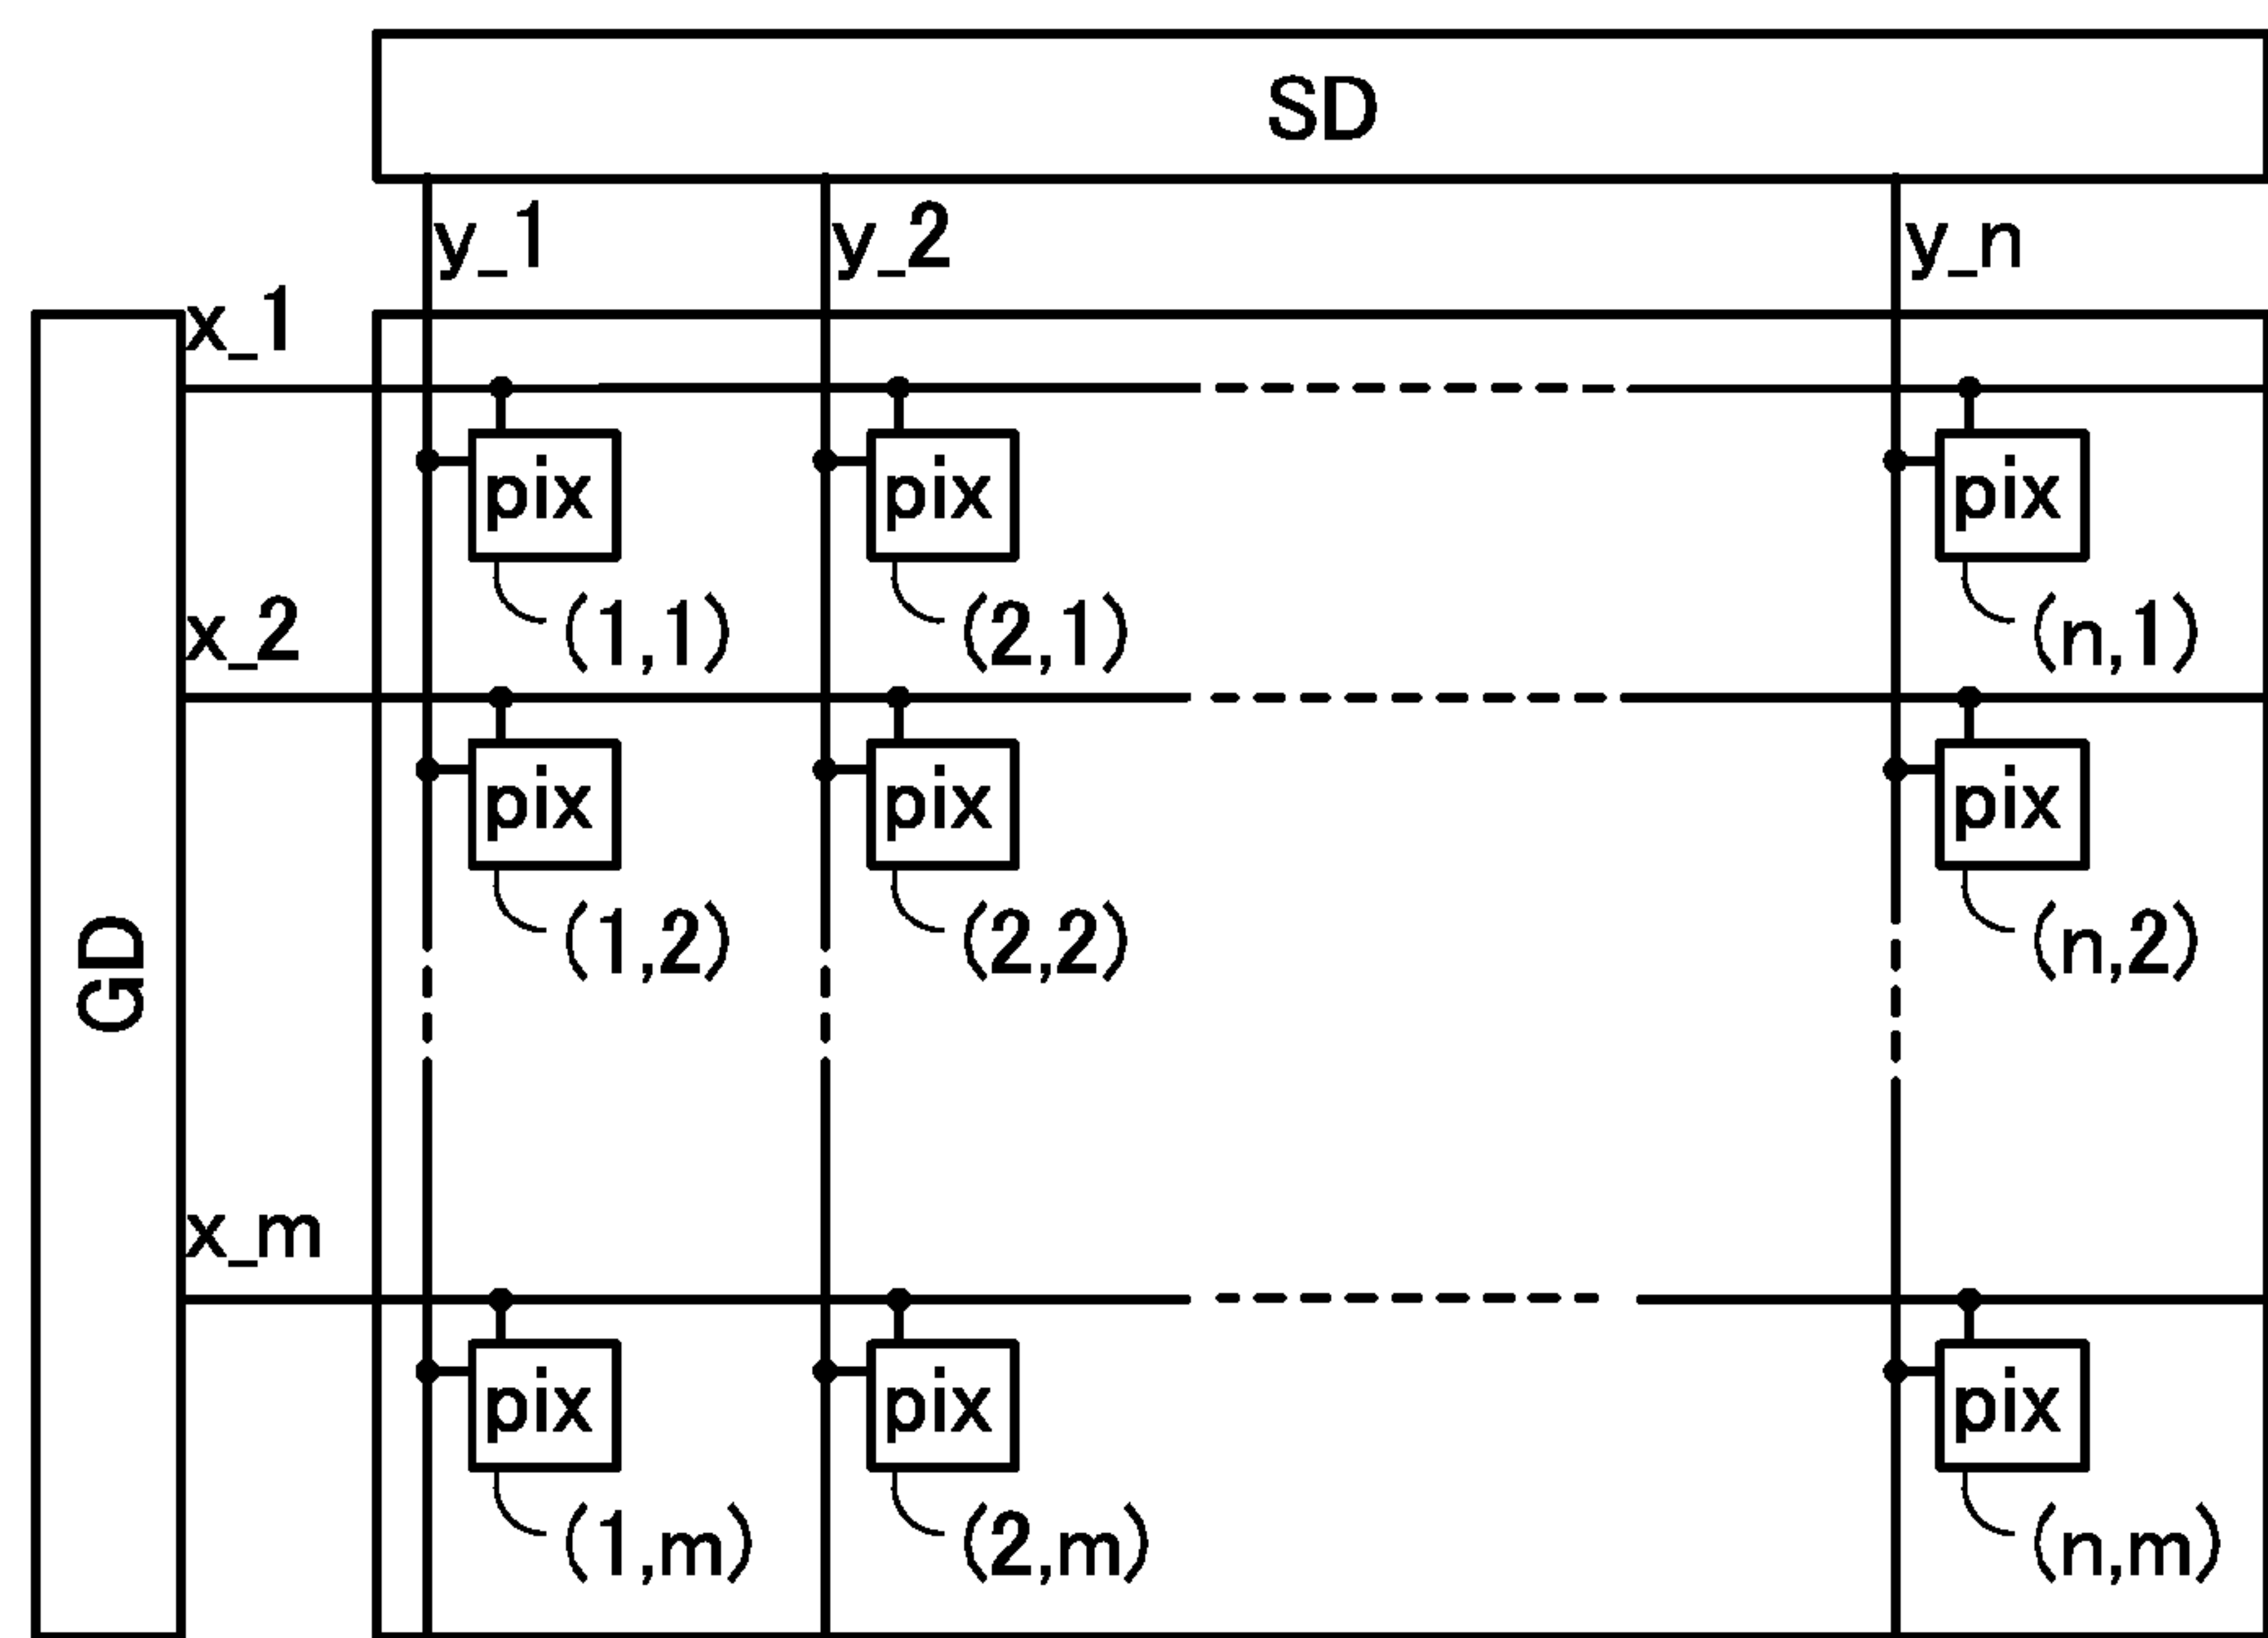 SD
y_1 y_2 y_n
x_1
pix pix pix
x_2 (1,1) (2,1) (n,1)
pix pix pix
(1,2) (2,2) (n,2)
GD
x_m
pix pix pix
(1,m) (2,m) (n,m)